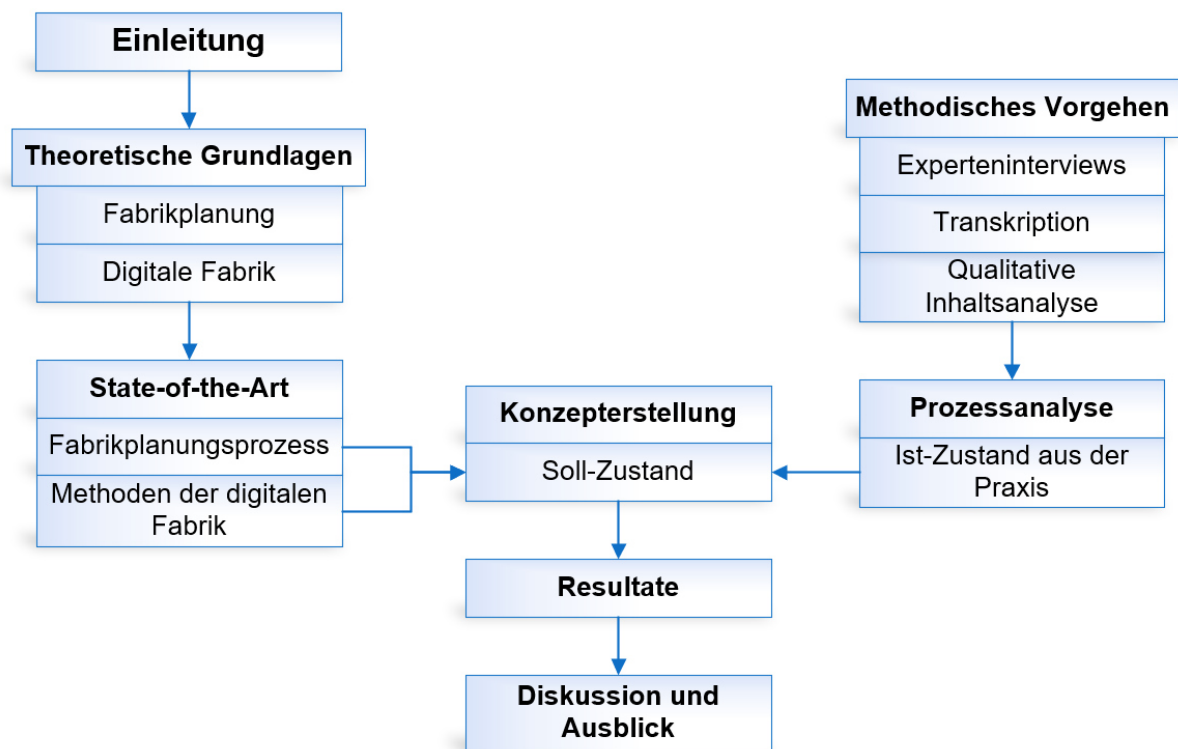 Einleitung
Theoretische Grundlagen
Fabrikplanung
Digitale Fabrik
State-of-the-Art
Fabrikplanungsprozess
Methoden der digitalen
Fabrik
Methodisches Vorgehen
Experteninterviews
Transkription
Qualitative
Inhaltsanalyse
Prozessanalyse
Ist-Zustand aus der
Praxis
Konzepterstellung
Soll-Zustand
Resultate
Diskussion und
Ausblick